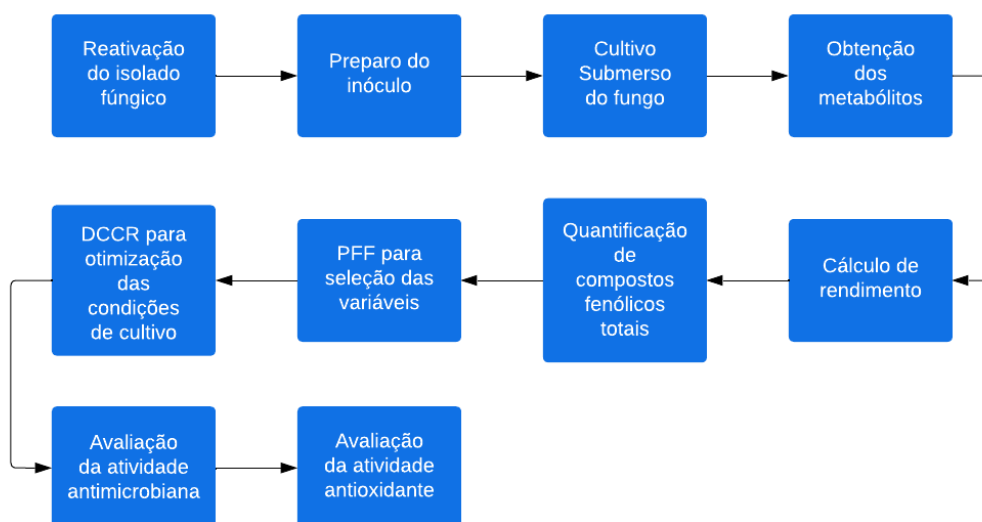 Reativação
do isolado
fúngico
Preparo do
inóculo
Cultivo
Submerso
do fungo
Obtenção
dos
metabólitos
Cálculo de
rendimento
Quantificação
de
compostos
fenólicos
totais
PFF para
seleção das
variáveis
DCCR para
otimização
das
condições
de cultivo
Avaliação
da atividade
antimicrobiana
Avaliação
da atividade
antioxidante